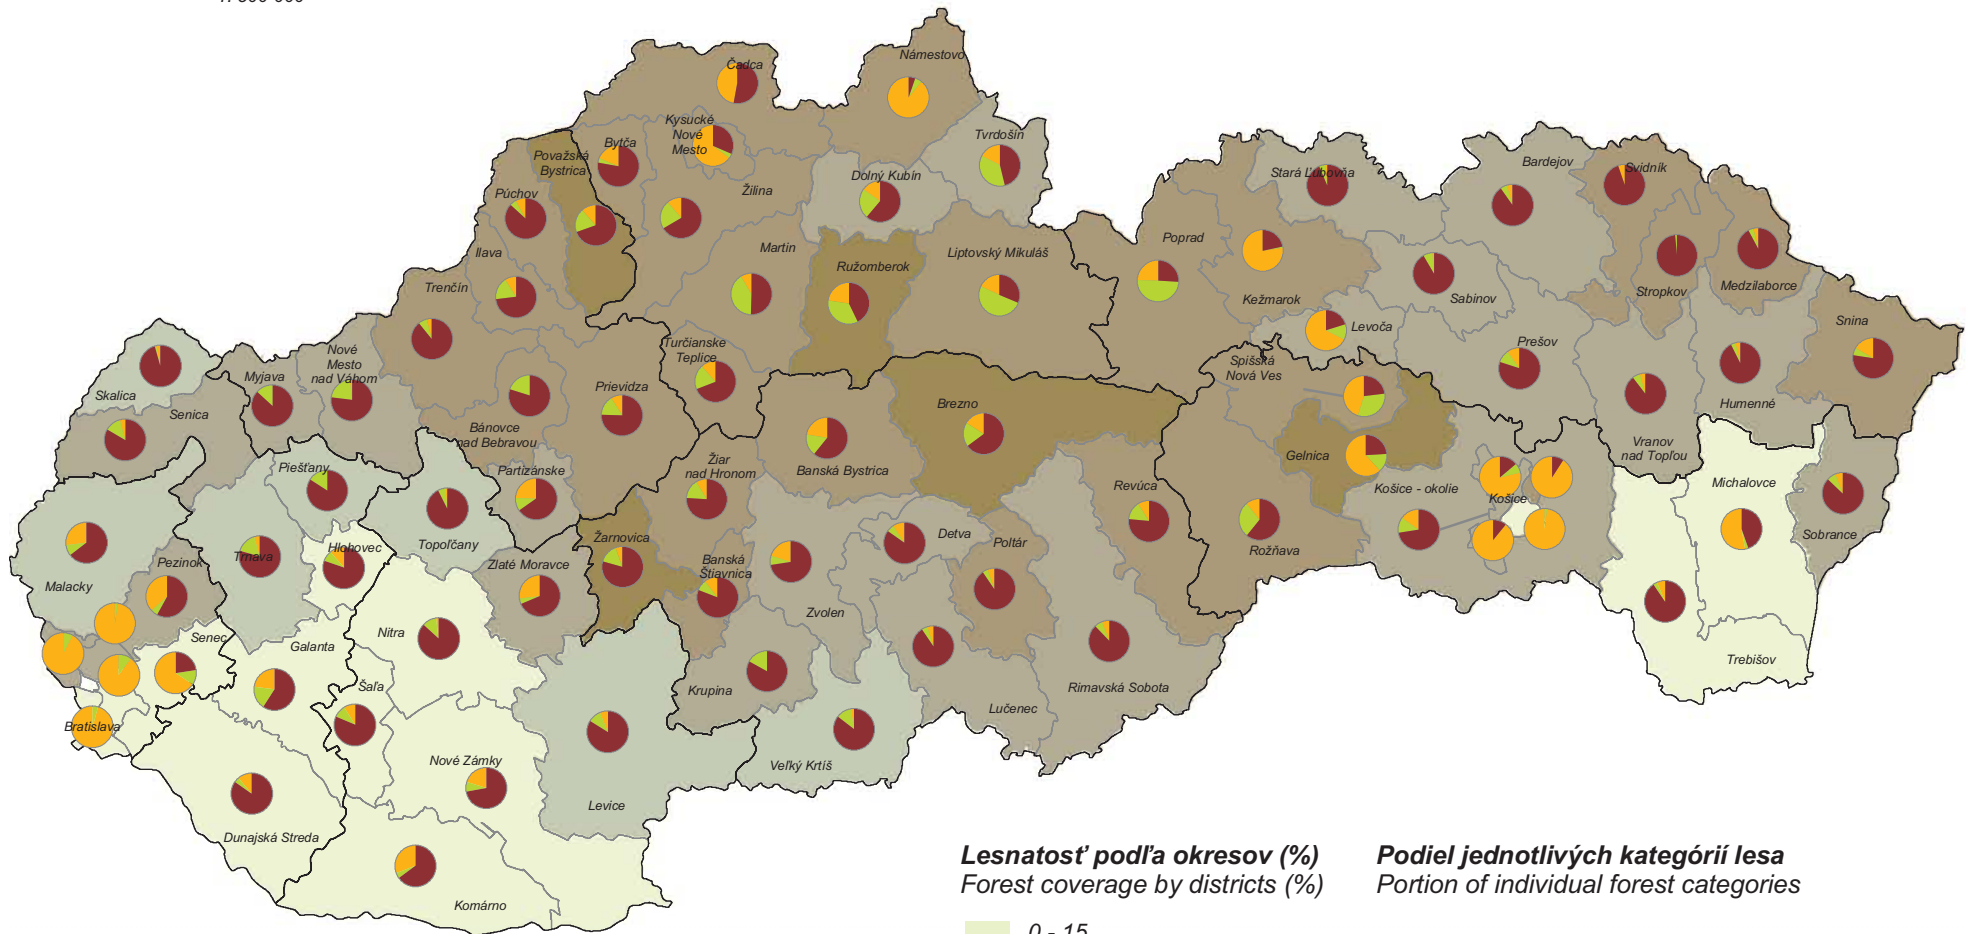 Čadca
Námestovo
Kysucké
Nové
Mesto
Bytča
Tvrdošín
Považská
Bystrica
Dolný Kubín
Stará Ľubovňa
Bardejov
Svidník
Púchov
Žilina
Ilava
Martin
Ružomberok
Liptovský Mikuláš
Poprad
Trenčín
Kežmarok
Sabinov
Stropkov
Medzilaborce
Levoča
Snina
Nové
Mesto
nad Váhom
Turčianske
Teplice
Spišská
Nová Ves
Prešov
Myjava
Prievidza
Skalica
Senica
Brezno
Humenné
Bánovce
nad Bebravou
Vranov
nad Topľou
Piešťany
Partizánske
Žiar
nad Hronom
Banská Bystrica
Gelnica
Revúca
Košice - okolie
Košice
Michalovce
Topoľčany
Hlohovec
Trnava
Žarnovica
Detva
Poltár
Rožňava
Sobrance
Pezinok
Zlaté Moravce
Banská
Štiavnica
Malacky
Zvolen
Nitra
Senec
Galanta
Šaľa
Krupina
Rimavská Sobota
Trebišov
Lučenec
Bratislava
Nové Zámky
Veľký Krtíš
Levice
Dunajská Streda
Komárno
Lesnatosť podľa okresov (%)
Forest coverage by districts (%)
Podiel jednotlivých kategórií lesa
Portion of individual forest categories
0 - 15